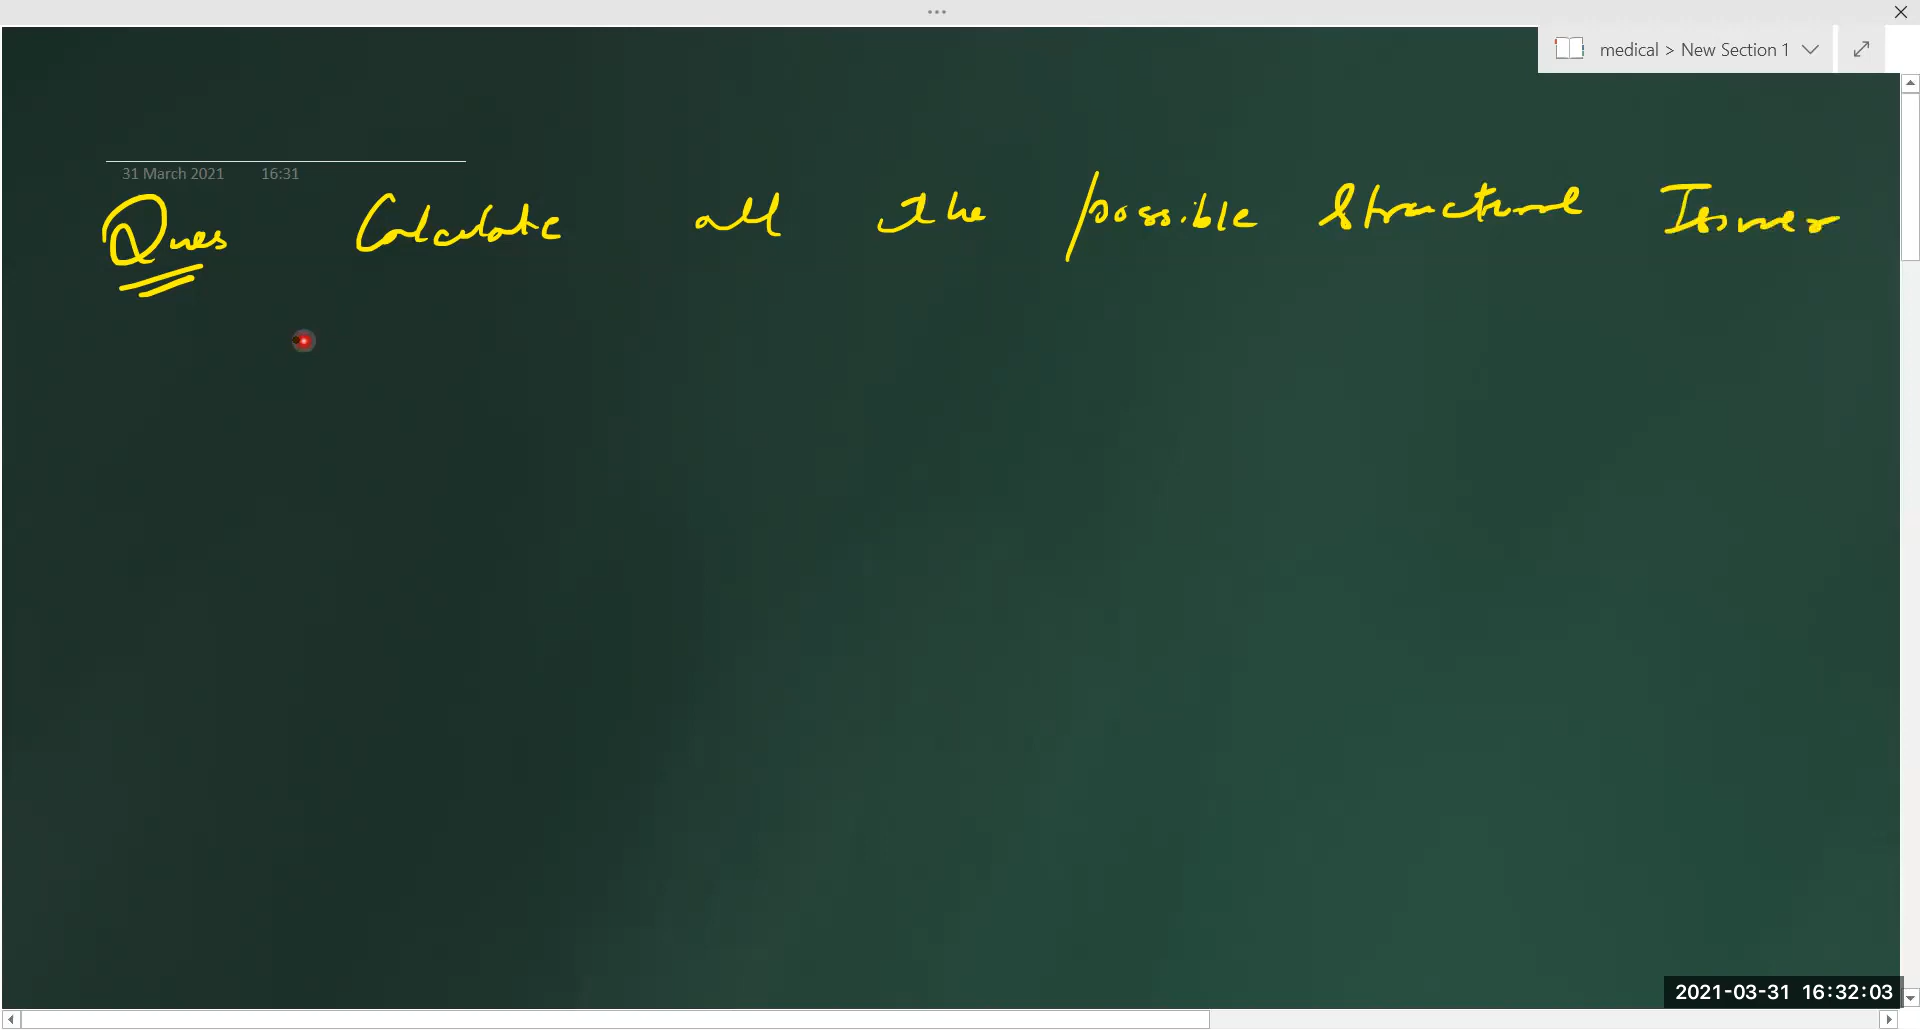 medical > New Section 1
31 March 2021 16:31
Ques Calculate all the possible Structural Isomer
2021-03-31 16:32:03